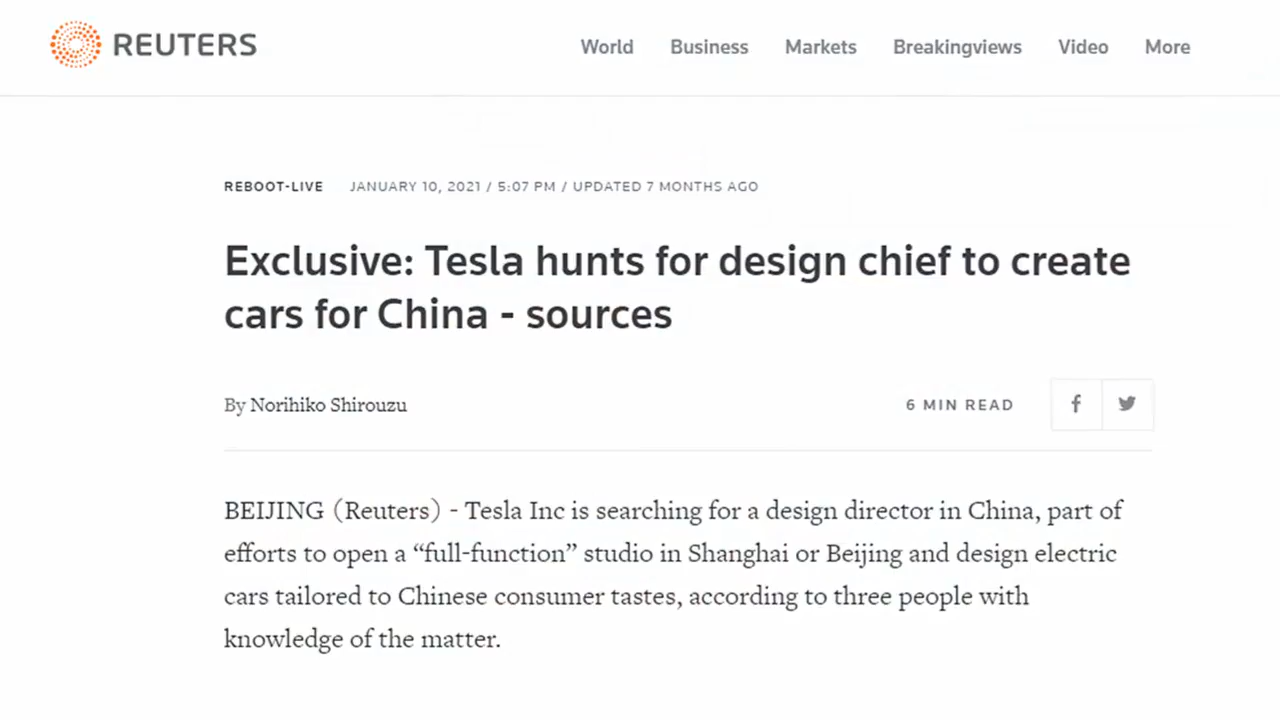 REUTERS
World Business Markets Breakingviews Video More
REBOOT-LIVE JANUARY 10, 2021 / 5:07 PM / UPDATED 7 MONTHS AGO
Exclusive: Tesla hunts for design chief to create
cars for China - sources
By Norihiko Shirouzu 6 MIN READ
BEIJING (Reuters) - Tesla Inc is searching for a design director in China, part of
efforts to open a “full-function” studio in Shanghai or Beijing and design electric
cars tailored to Chinese consumer tastes, according to three people with
knowledge of the matter.